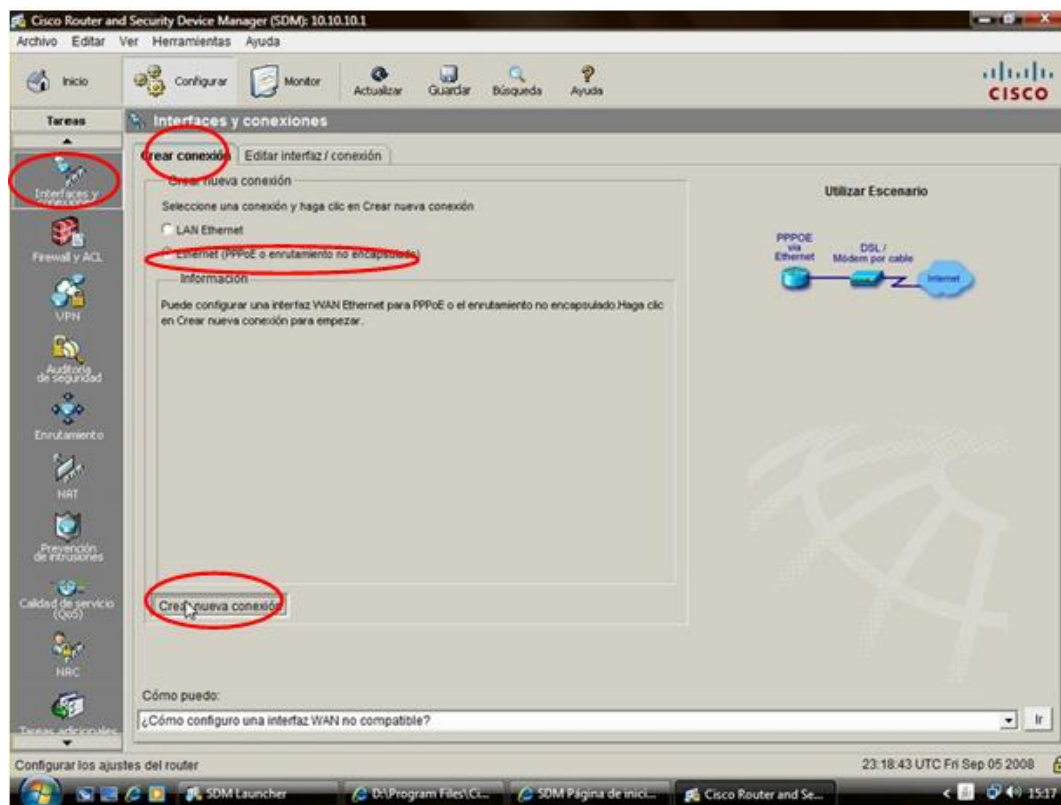 Cisco Router and Security Device Manager (SDM): 10.10.10.1
Archivo Editar Ver Herramientas Ayuda
Inicio Configurar Monitor Actualizar Guardar Búsqueda Ayuda
CISCO
Tareas
Interfaces y conexiones
Crear conexión Editar interfaz / conexión
Interfaces y
conexiones
Firewall y ACL
VPN
Auditoría
de seguridad
Enrutamiento
NAT
Prevención
de intrusiones
Calidad de servicio
(QoS)
NAC
Tareas adicionales
Crear nueva conexión
Seleccione una conexión y haga clic en Crear nueva conexión
LAN Ethernet
Ethernet (PPPoE o enrutamiento no encapsulado)
Información
Puede configurar una interfaz WAN Ethernet para PPPoE o el enrutamiento no encapsulado.Haga clic
en Crear nueva conexión para empezar.
Utilizar Escenario
PPPOE
via
Ethernet
DSL /
Módem por cable
Internet
Crear nueva conexión
Cómo puedo:
¿Cómo configuro una interfaz WAN no compatible?
Ir
Configurar los ajustes del router
23:18:43 UTC Fri Sep 05 2008
SDM Launcher
D:\Program Files\Ci...
SDM Página de inici...
Cisco Router and Se...
15:17